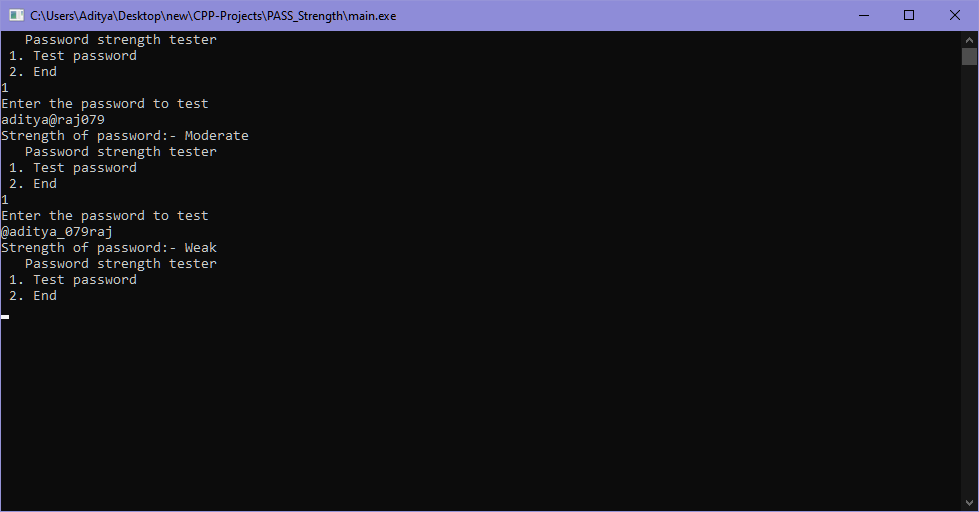 C:\Users\Aditya\Desktop\new\CPP-Projects\PASS_Strength\main.exe
Password strength tester
1. Test password
2. End
1
Enter the password to test
aditya@raj079
Strength of password:- Moderate
Password strength tester
1. Test password
2. End
1
Enter the password to test
@aditya_079raj
Strength of password:- Weak
Password strength tester
1. Test password
2. End